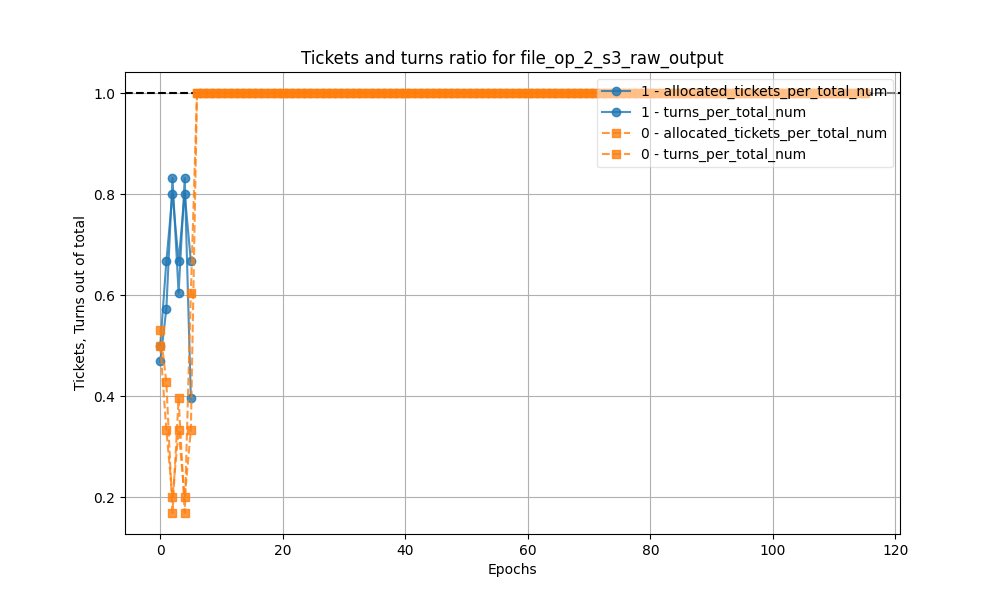 Tickets and turns ratio for file_op_2_s3_raw_output
1 - allocated_tickets_per_total_num
1 - turns_per_total_num
0 - allocated_tickets_per_total_num
0 - turns_per_total_num
Tickets, Turns out of total
1.0
0.8
0.6
0.4
0.2
0 20 40 60 80 100 120
Epochs